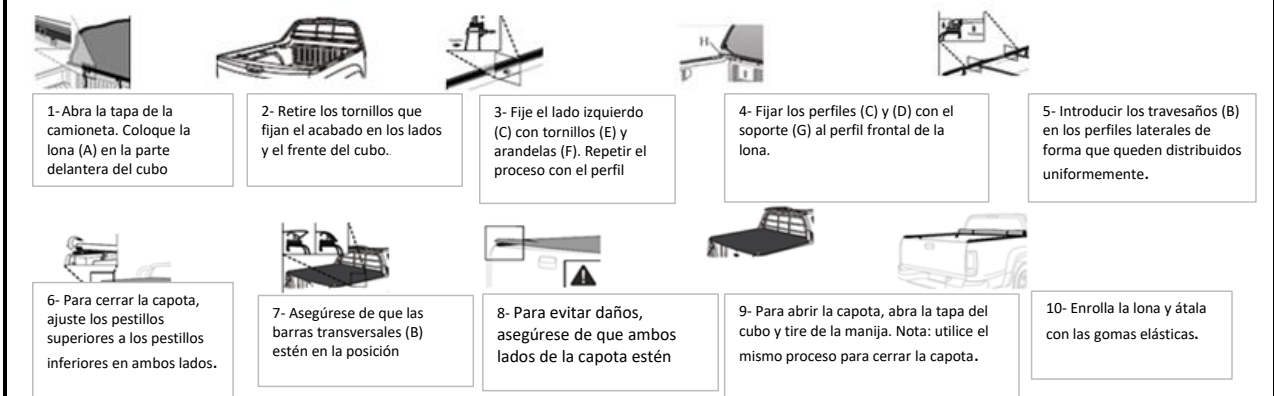 H
1- Abra la tapa de la
camioneta. Coloque la
lona (A) en la parte
delantera del cubo
2- Retire los tornillos que
fijan el acabado en los lados
y el frente del cubo..
3- Fije el lado izquierdo
(C) con tornillos (E) y
arandelas (F). Repetir el
proceso con el perfil
4- Fijar los perfiles (C) y (D) con el
soporte (G) al perfil frontal de la
lona.
5- Introducir los travesaños (B)
en los perfiles laterales de
forma que queden distribuidos
uniformemente.
6- Para cerrar la capota,
ajuste los pestillos
superiores a los pestillos
inferiores en ambos lados.
7- Asegúrese de que las
barras transversales (B)
estén en la posición
8- Para evitar daños,
asegúrese de que ambos
lados de la capota estén
9- Para abrir la capota, abra la tapa del
cubo y tire de la manija. Nota: utilice el
mismo proceso para cerrar la capota.
10- Enrolla la lona y átala
con las gomas elásticas.